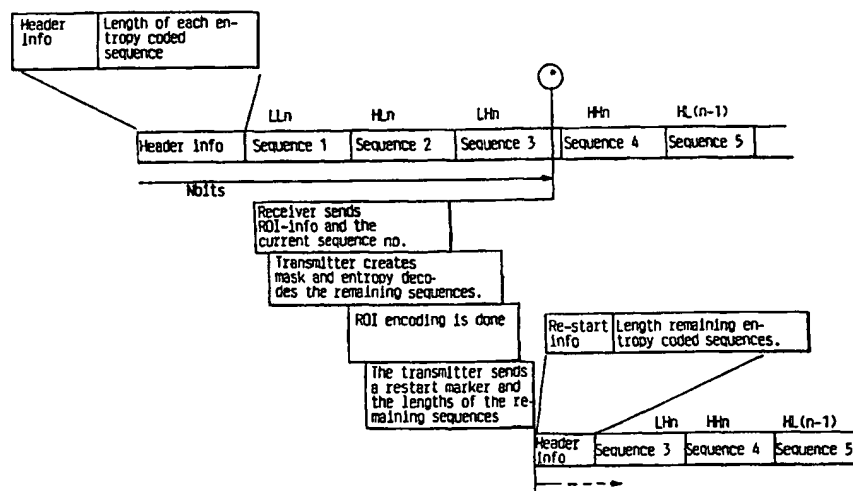 Header Info
Length of each en-
tropy coded
sequence
LLn HLn LHn HHn HL(n-1)
Header info Sequence 1 Sequence 2 Sequence 3 Sequence 4 Sequence 5
Nbits
Receiver sends
ROI-info and the
current sequence no.
Transmitter creates
mask and entropy deco-
des the remaining sequences.
ROI encoding is done
The transmitter sends
a restart marker and
the lengths of the re-
maining sequences
Re-start
info
Length remaining en-
tropy coded sequences.
LHn HHn HL(n-1)
Header
Info
Sequence 3 Sequence 4 Sequence 5